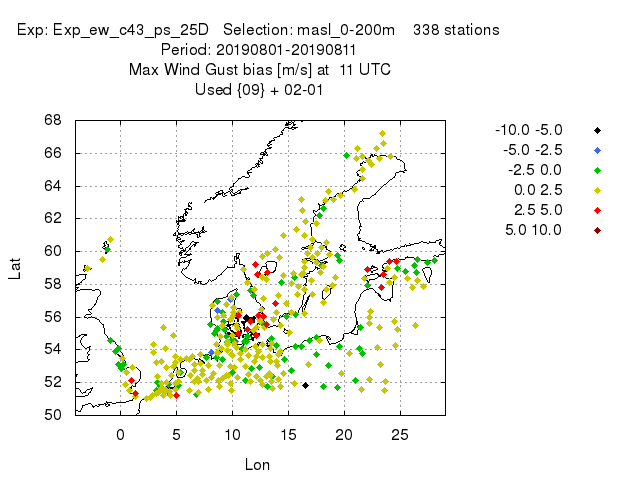 Exp: Exp_ew_c43_ps_25D   Selection: masl_0-200m    338 stations
Period: 20190801-20190811
Max Wind Gust bias [m/s] at  11 UTC
Used {09} + 02-01
68
66
64
62
60
58
56
54
52
50
Lat
0 5 10 15 20 25
Lon
-10.0 -5.0
-5.0 -2.5
-2.5 0.0
0.0 2.5
2.5 5.0
5.0 10.0